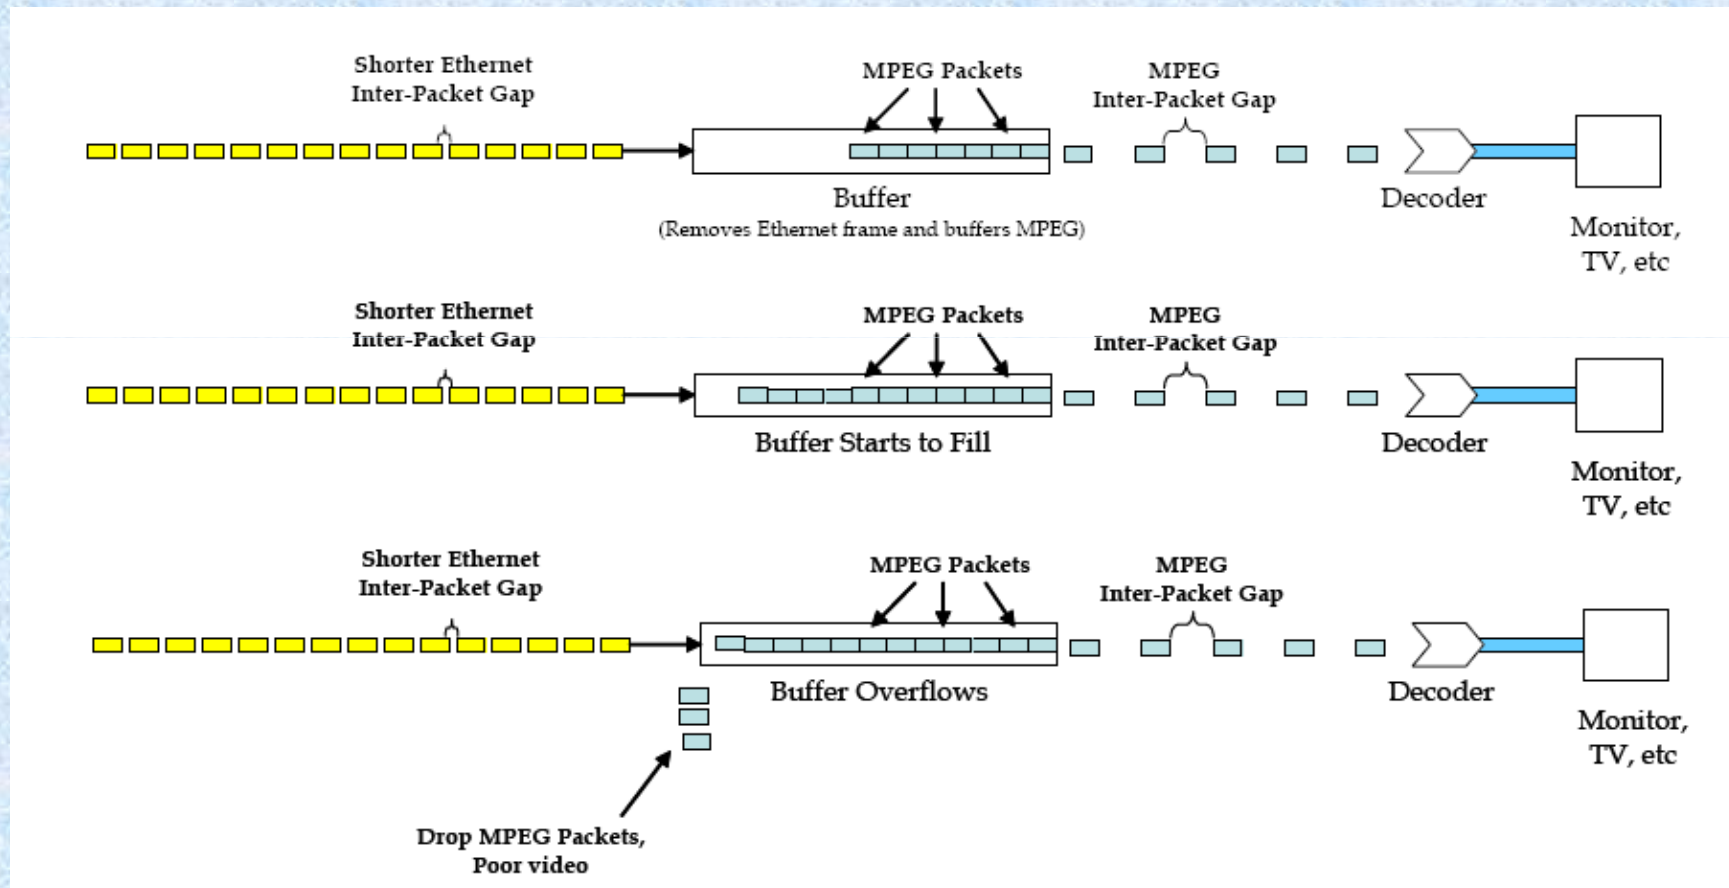 Shorter Ethernet
Inter-Packet Gap
MPEG Packets
MPEG
Inter-Packet Gap
Buffer
(Removes Ethernet frame and buffers MPEG)
Decoder
Monitor,
TV, etc
Shorter Ethernet
Inter-Packet Gap
MPEG Packets
MPEG
Inter-Packet Gap
Buffer Starts to Fill
Decoder
Monitor,
TV, etc
Shorter Ethernet
Inter-Packet Gap
MPEG Packets
MPEG
Inter-Packet Gap
Buffer Overflows
Decoder
Monitor,
TV, etc
Drop MPEG Packets,
Poor video